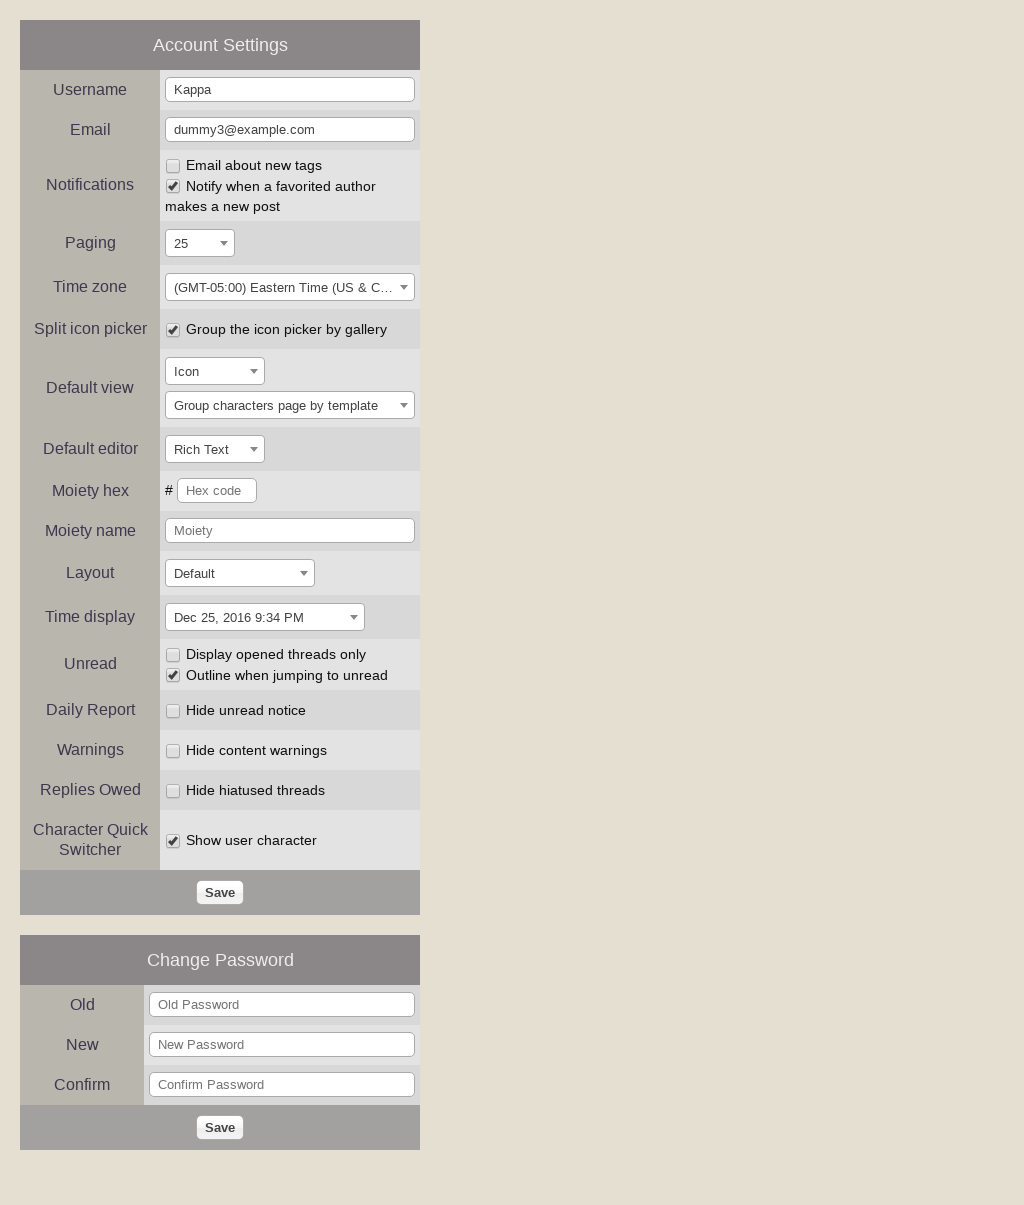 Account Settings
Username
Kappa
Email
dummy3@example.com
Notifications
Email about new tags
Notify when a favorited author
makes a new post
Paging
25
Time zone
(GMT-05:00) Eastern Time (US & C…
Split icon picker
Group the icon picker by gallery
Default view
Icon
Group characters page by template
Default editor
Rich Text
Moiety hex
# Hex code
Moiety name
Moiety
Layout
Default
Time display
Dec 25, 2016 9:34 PM
Unread
Display opened threads only
Outline when jumping to unread
Daily Report
Hide unread notice
Warnings
Hide content warnings
Replies Owed
Hide hiatused threads
Character Quick
Switcher
Show user character
Save
Change Password
Old
Old Password
New
New Password
Confirm
Confirm Password
Save